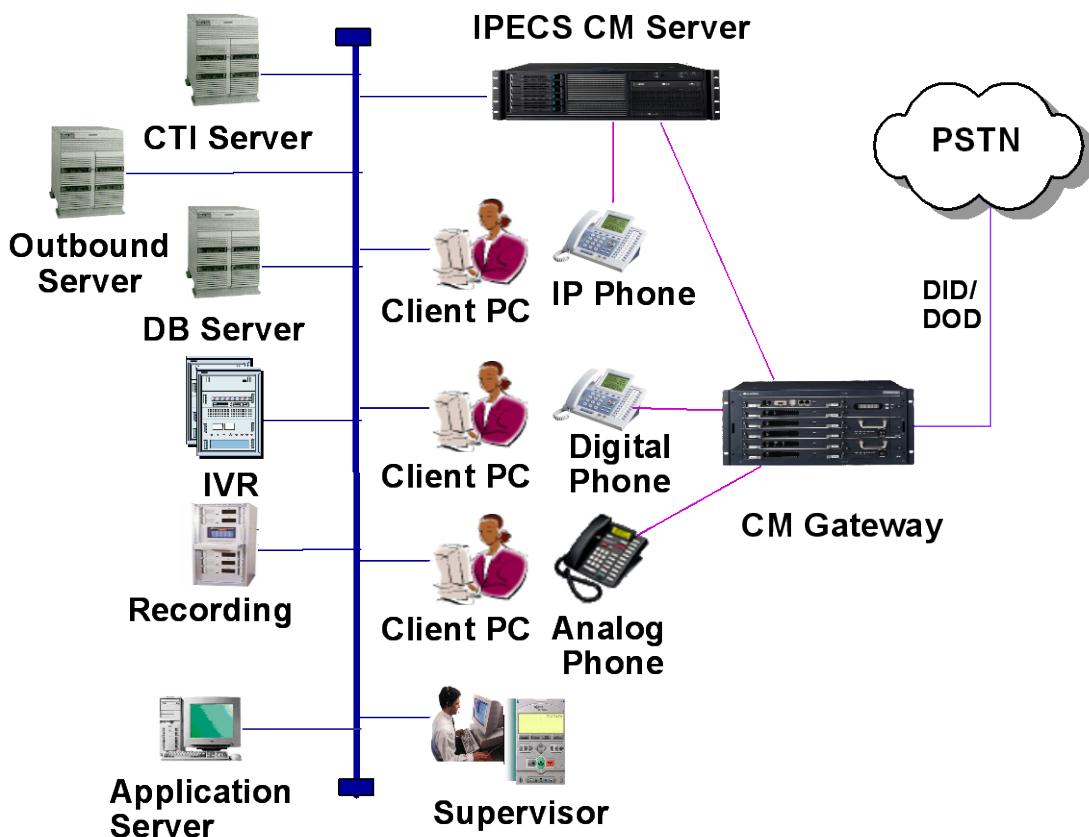 IPECS CM Server
PSTN
CTI Server
Outbound
Server
DB Server
Client PC
IP Phone
DID/
DOD
IVR
Client PC
Digital
Phone
CM Gateway
Recording
Client PC
Analog
Phone
Application
Server
Supervisor